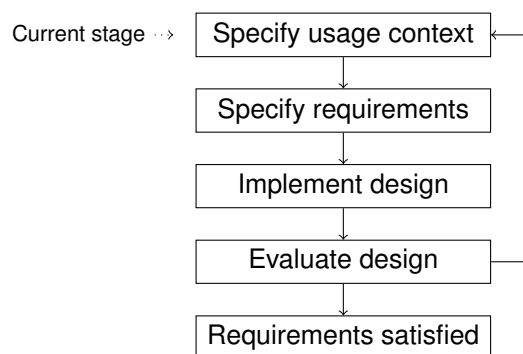 Current stage
Specify usage context
Specify requirements
Implement design
Evaluate design
Requirements satisfied